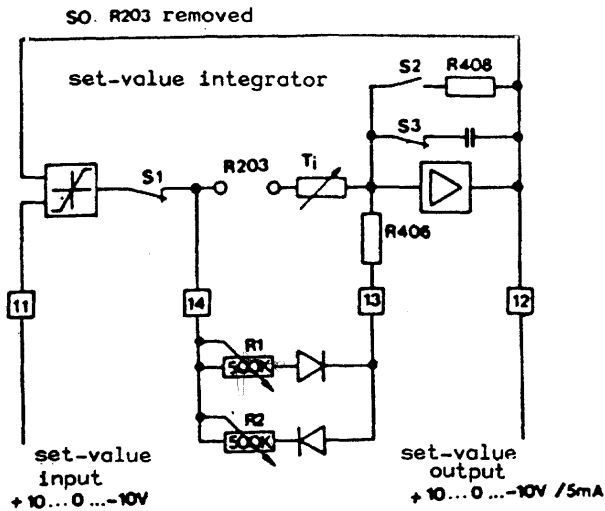 SO. R203 removed
set-value integrator
S2
R408
S3
S1
R203
Ti
R406
11
14
13
12
R1
500K
R2
500K
set-value
input
+10...0...-10V
set-value
output
+10...0...-10V/5mA